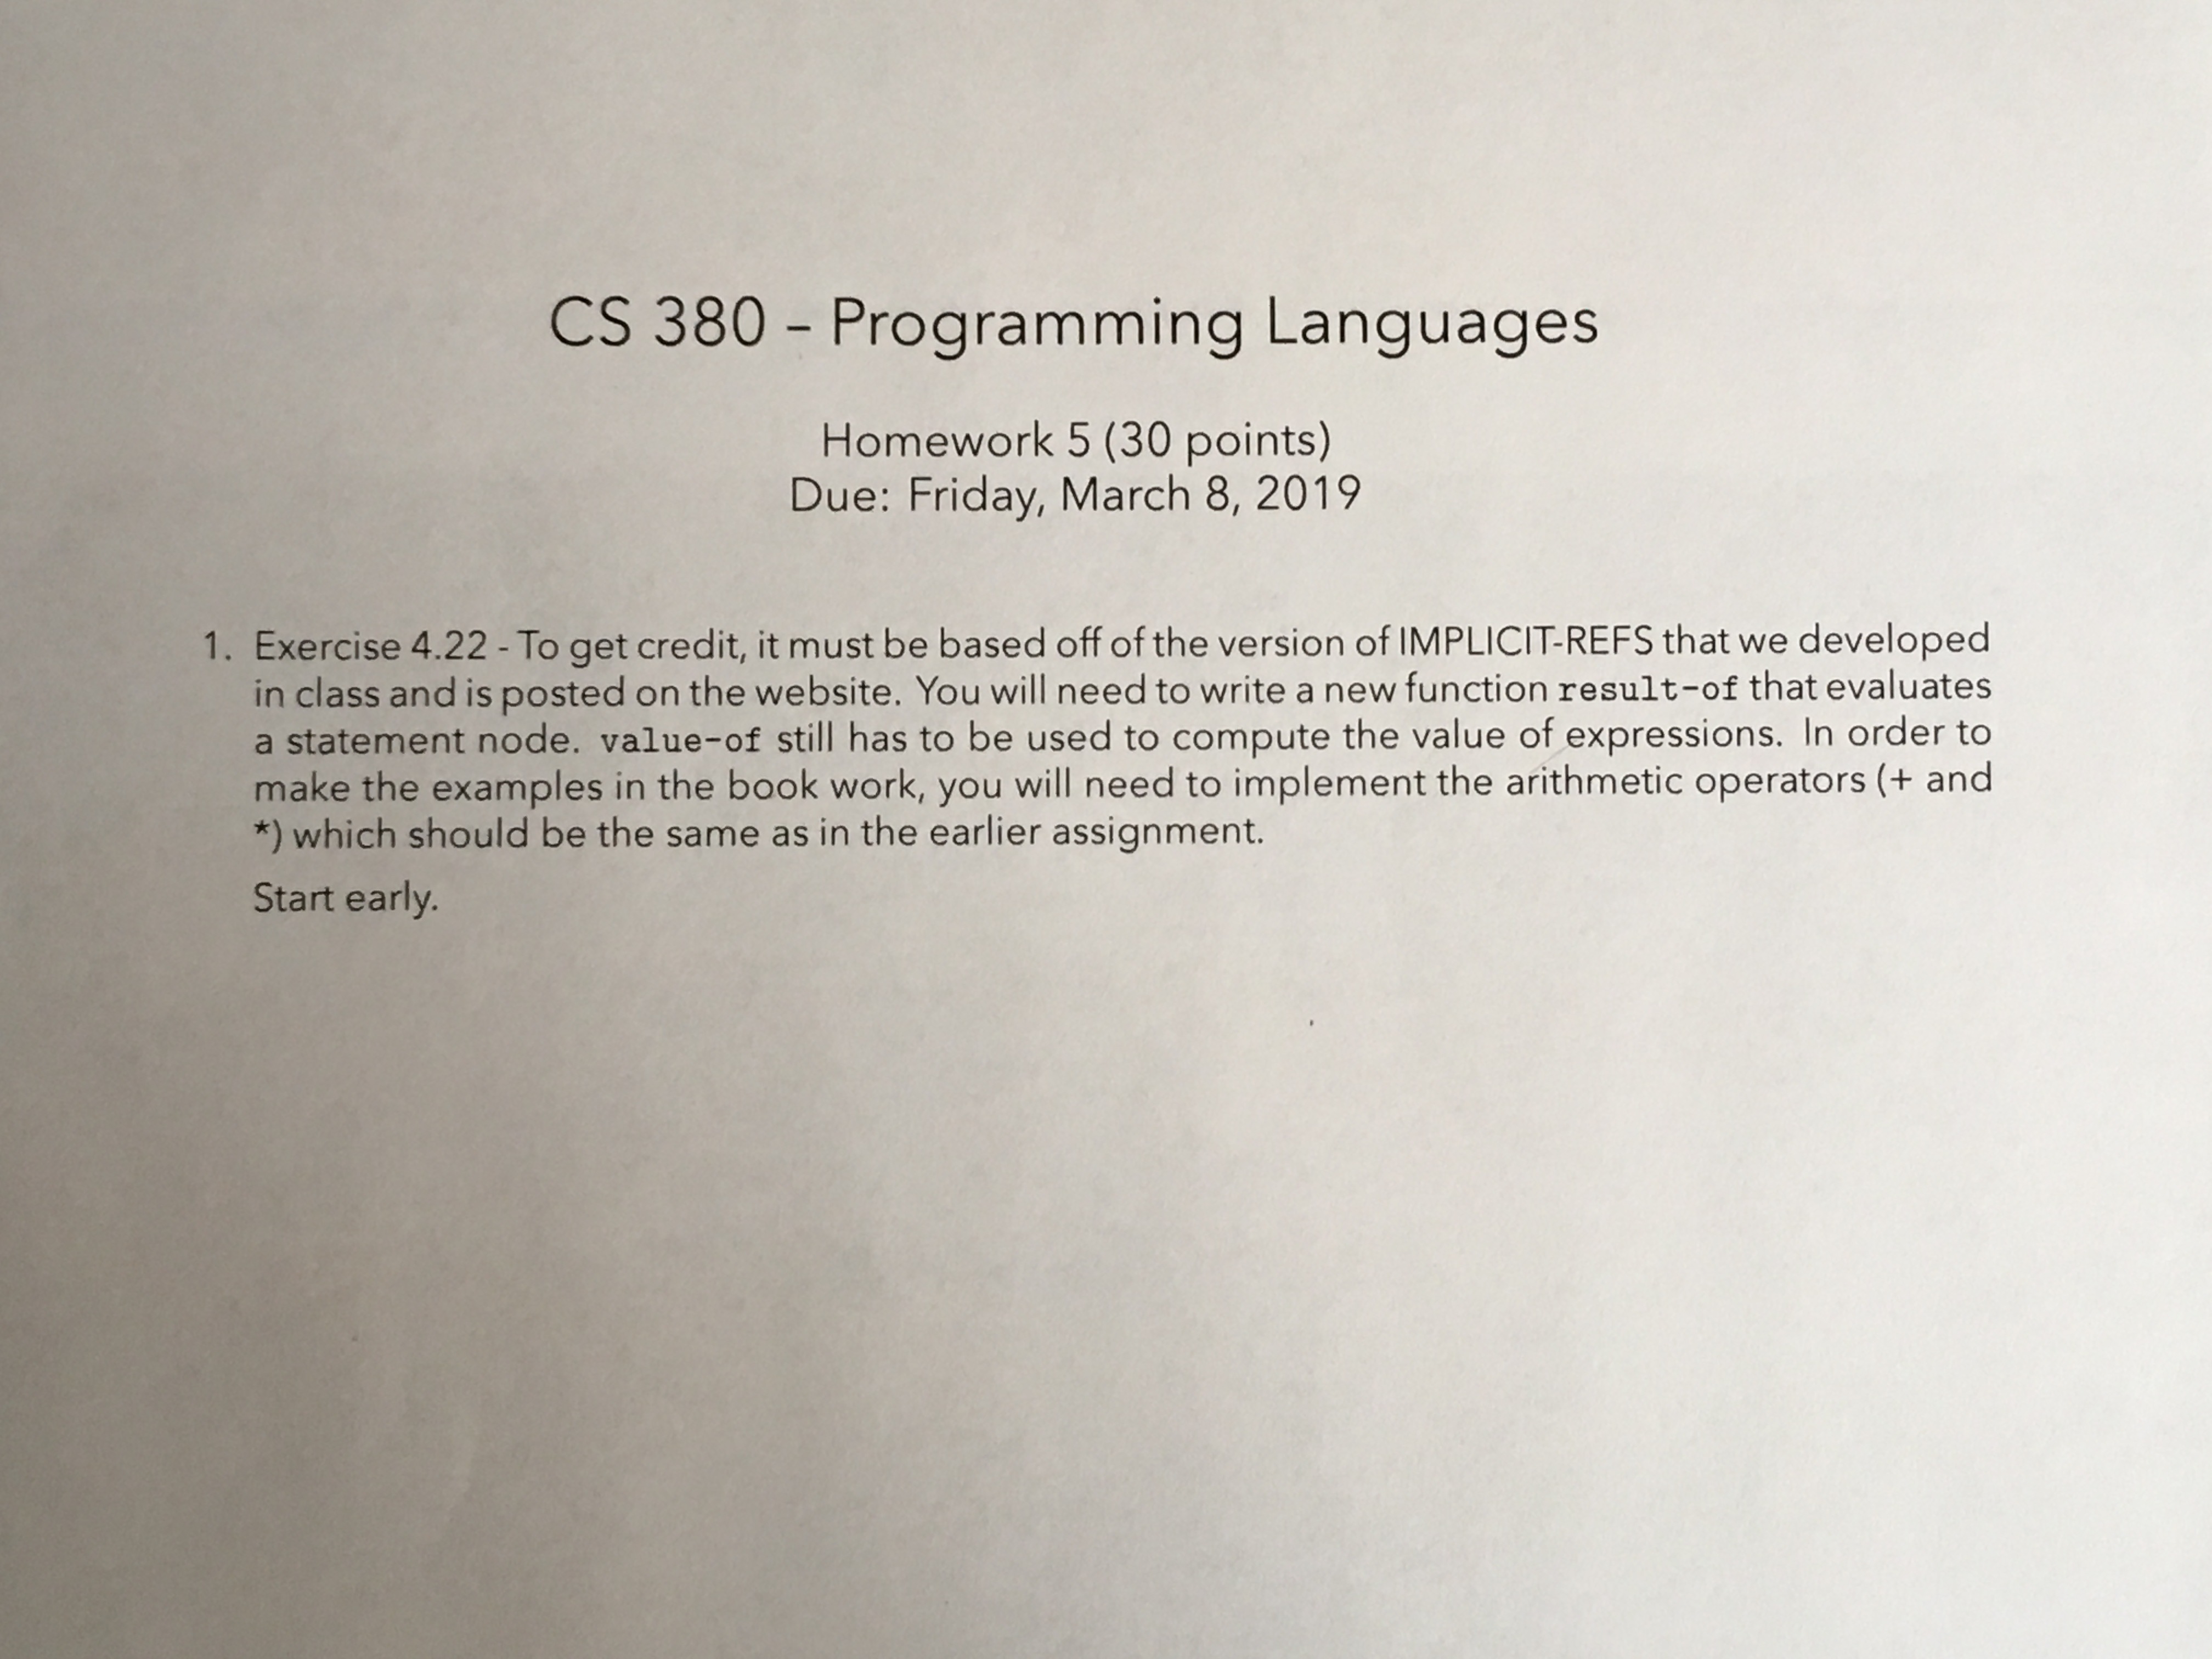 CS 380 – Programming Languages
Homework 5 (30 points)
Due: Friday, March 8, 2019
1. Exercise 4.22 - To get credit, it must be based off of the version of IMPLICIT-REFS that we developed
in class and is posted on the website. You will need to write a new function result-of that evaluates
a statement node. value-of still has to be used to compute the value of expressions. In order to
make the examples in the book work, you will need to implement the arithmetic operators (+ and
*) which should be the same as in the earlier assignment.
Start early.